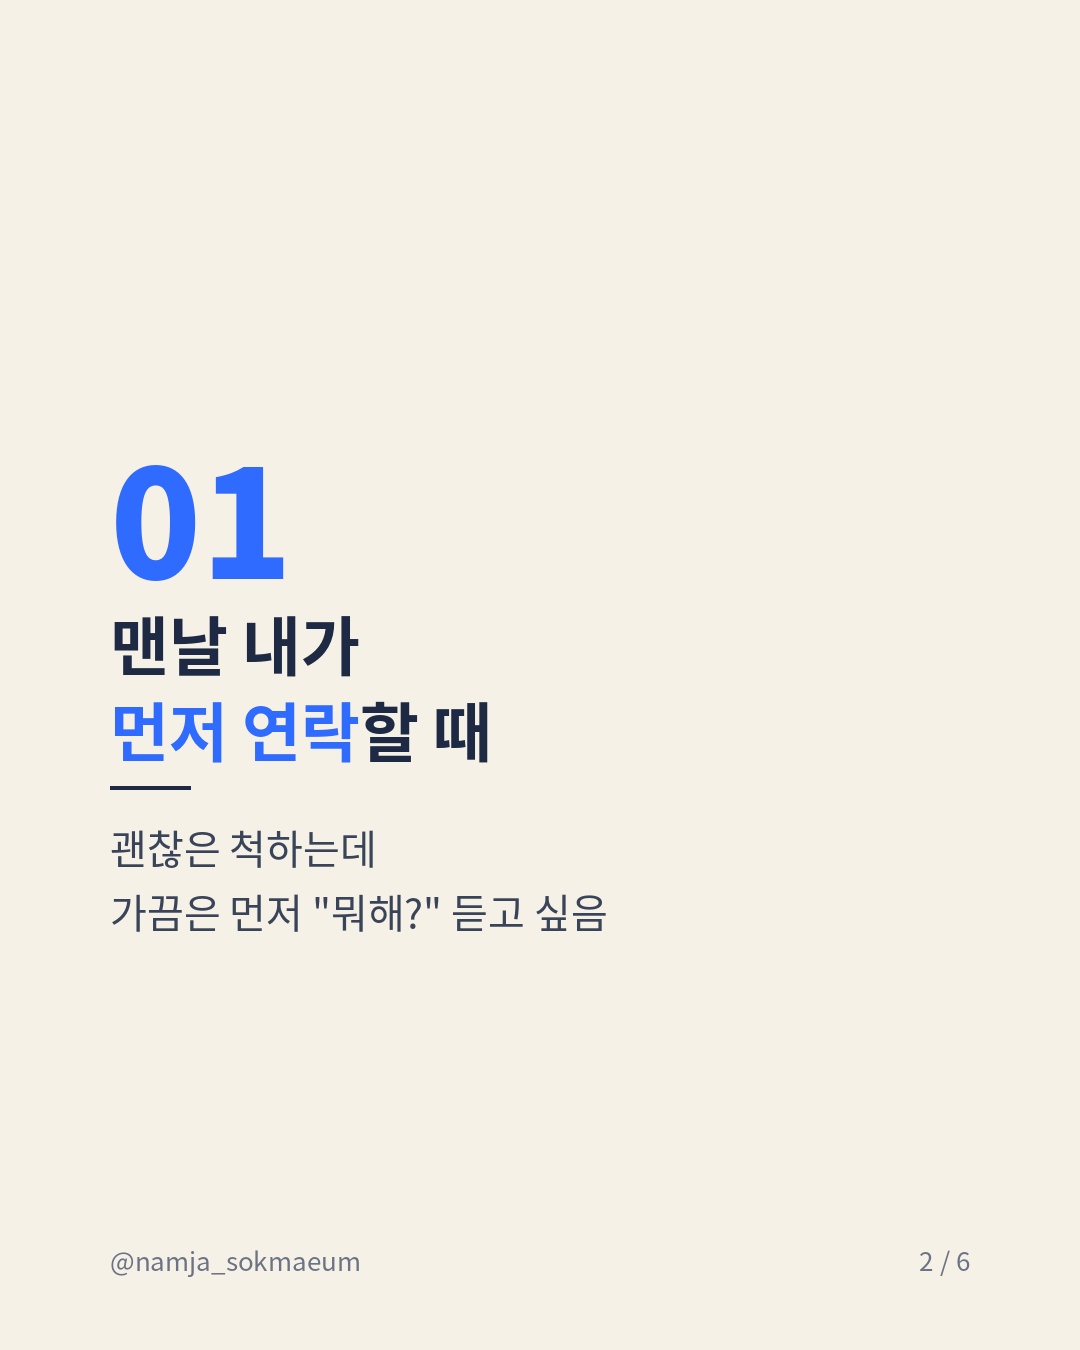 01
맨날 내가
먼저 연락할 때
괜찮은 척하는데
가끔은 먼저 "뭐해?" 듣고 싶음
@namja_sokmaeum
2 / 6